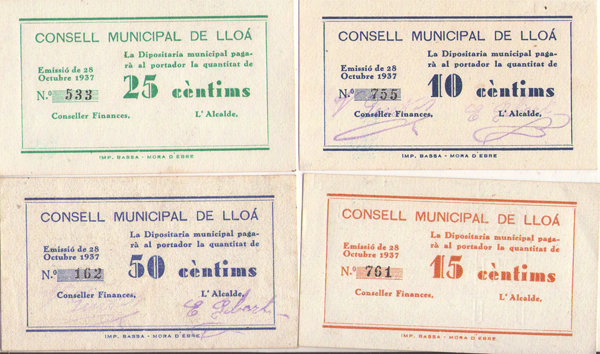 CONSELL MUNICIPAL DE LLOÁ
Emissió de 28
Octubre 1937
La Dipositaria municipal paga-
rà al portador la quantitat de
N.º 533
25 cèntims
Conseller Finances,
L'Alcalde.
IMP. BASSA - MORA D'EBRE
CONSELL MUNICIPAL DE LLOÁ
Emissió de 28
Octubre 1937
La Dipositaria municipal paga-
rà al portador la quantitat de
N.º 755
10 cèntims
Conseller Finances,
L'Alcalde.
IMP. BASSA - MORA D'EBRE
CONSELL MUNICIPAL DE LLOÁ
Emissió de 28
Octubre 1937
La Dipositaria municipal paga-
rà al portador la quantitat de
N.º 162
50 cèntims
Conseller Finances,
L'Alcalde.
IMP. BASSA - MORA D'EBRE
CONSELL MUNICIPAL DE LLOÁ
Emissió de 28
Octubre 1937
La Dipositaria municipal paga-
rà al portador la quantitat de
N.º 761
15 cèntims
Conseller Finances,
L'Alcalde.
IMP. BASSA - MORA D'EBRE